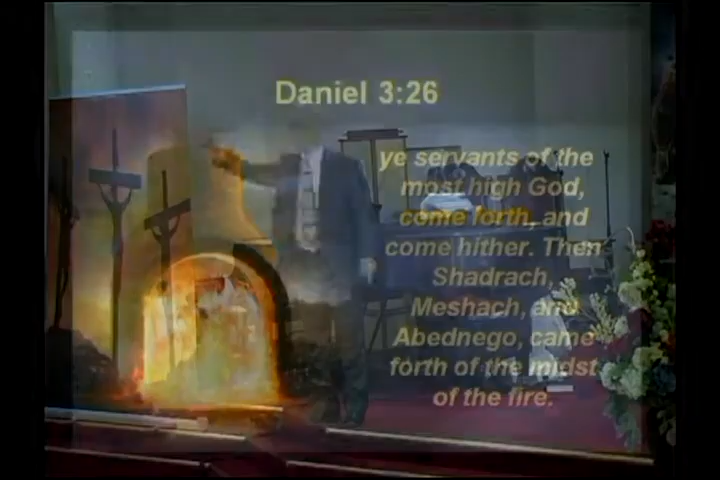 Daniel 3:26
ye servants of the
most high God,
come forth, and
come hither. Then
Shadrach,
Meshach, and
Abednego, came
forth of the midst
of the fire.